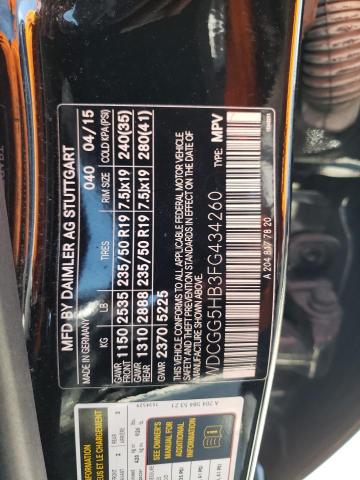 MFD BY DAIMLER AG STUTTGART
MADE IN GERMANY 040 04/15
KG LB TIRES RIM SIZE COLD KPA(PSI)
GAWR FRONT 1150 2535 235/50 R19 7.5Jx19 240(35)
GAWR REAR 1310 2888 235/50 R19 7.5Jx19 280(41)
GVWR 2370 5225
THIS VEHICLE CONFORMS TO ALL APPLICABLE FEDERAL MOTOR VEHICLE
SAFETY AND THEFT PREVENTION STANDARDS IN EFFECT ON THE DATE OF
MANUFACTURE SHOWN ABOVE.
WDCGG5HB3FG434260 TYPE: MPV
A 204 817 78 20
A 204 584 53 21
SEE OWNER'S
MANUAL FOR
ADDITIONAL
INFORMATION